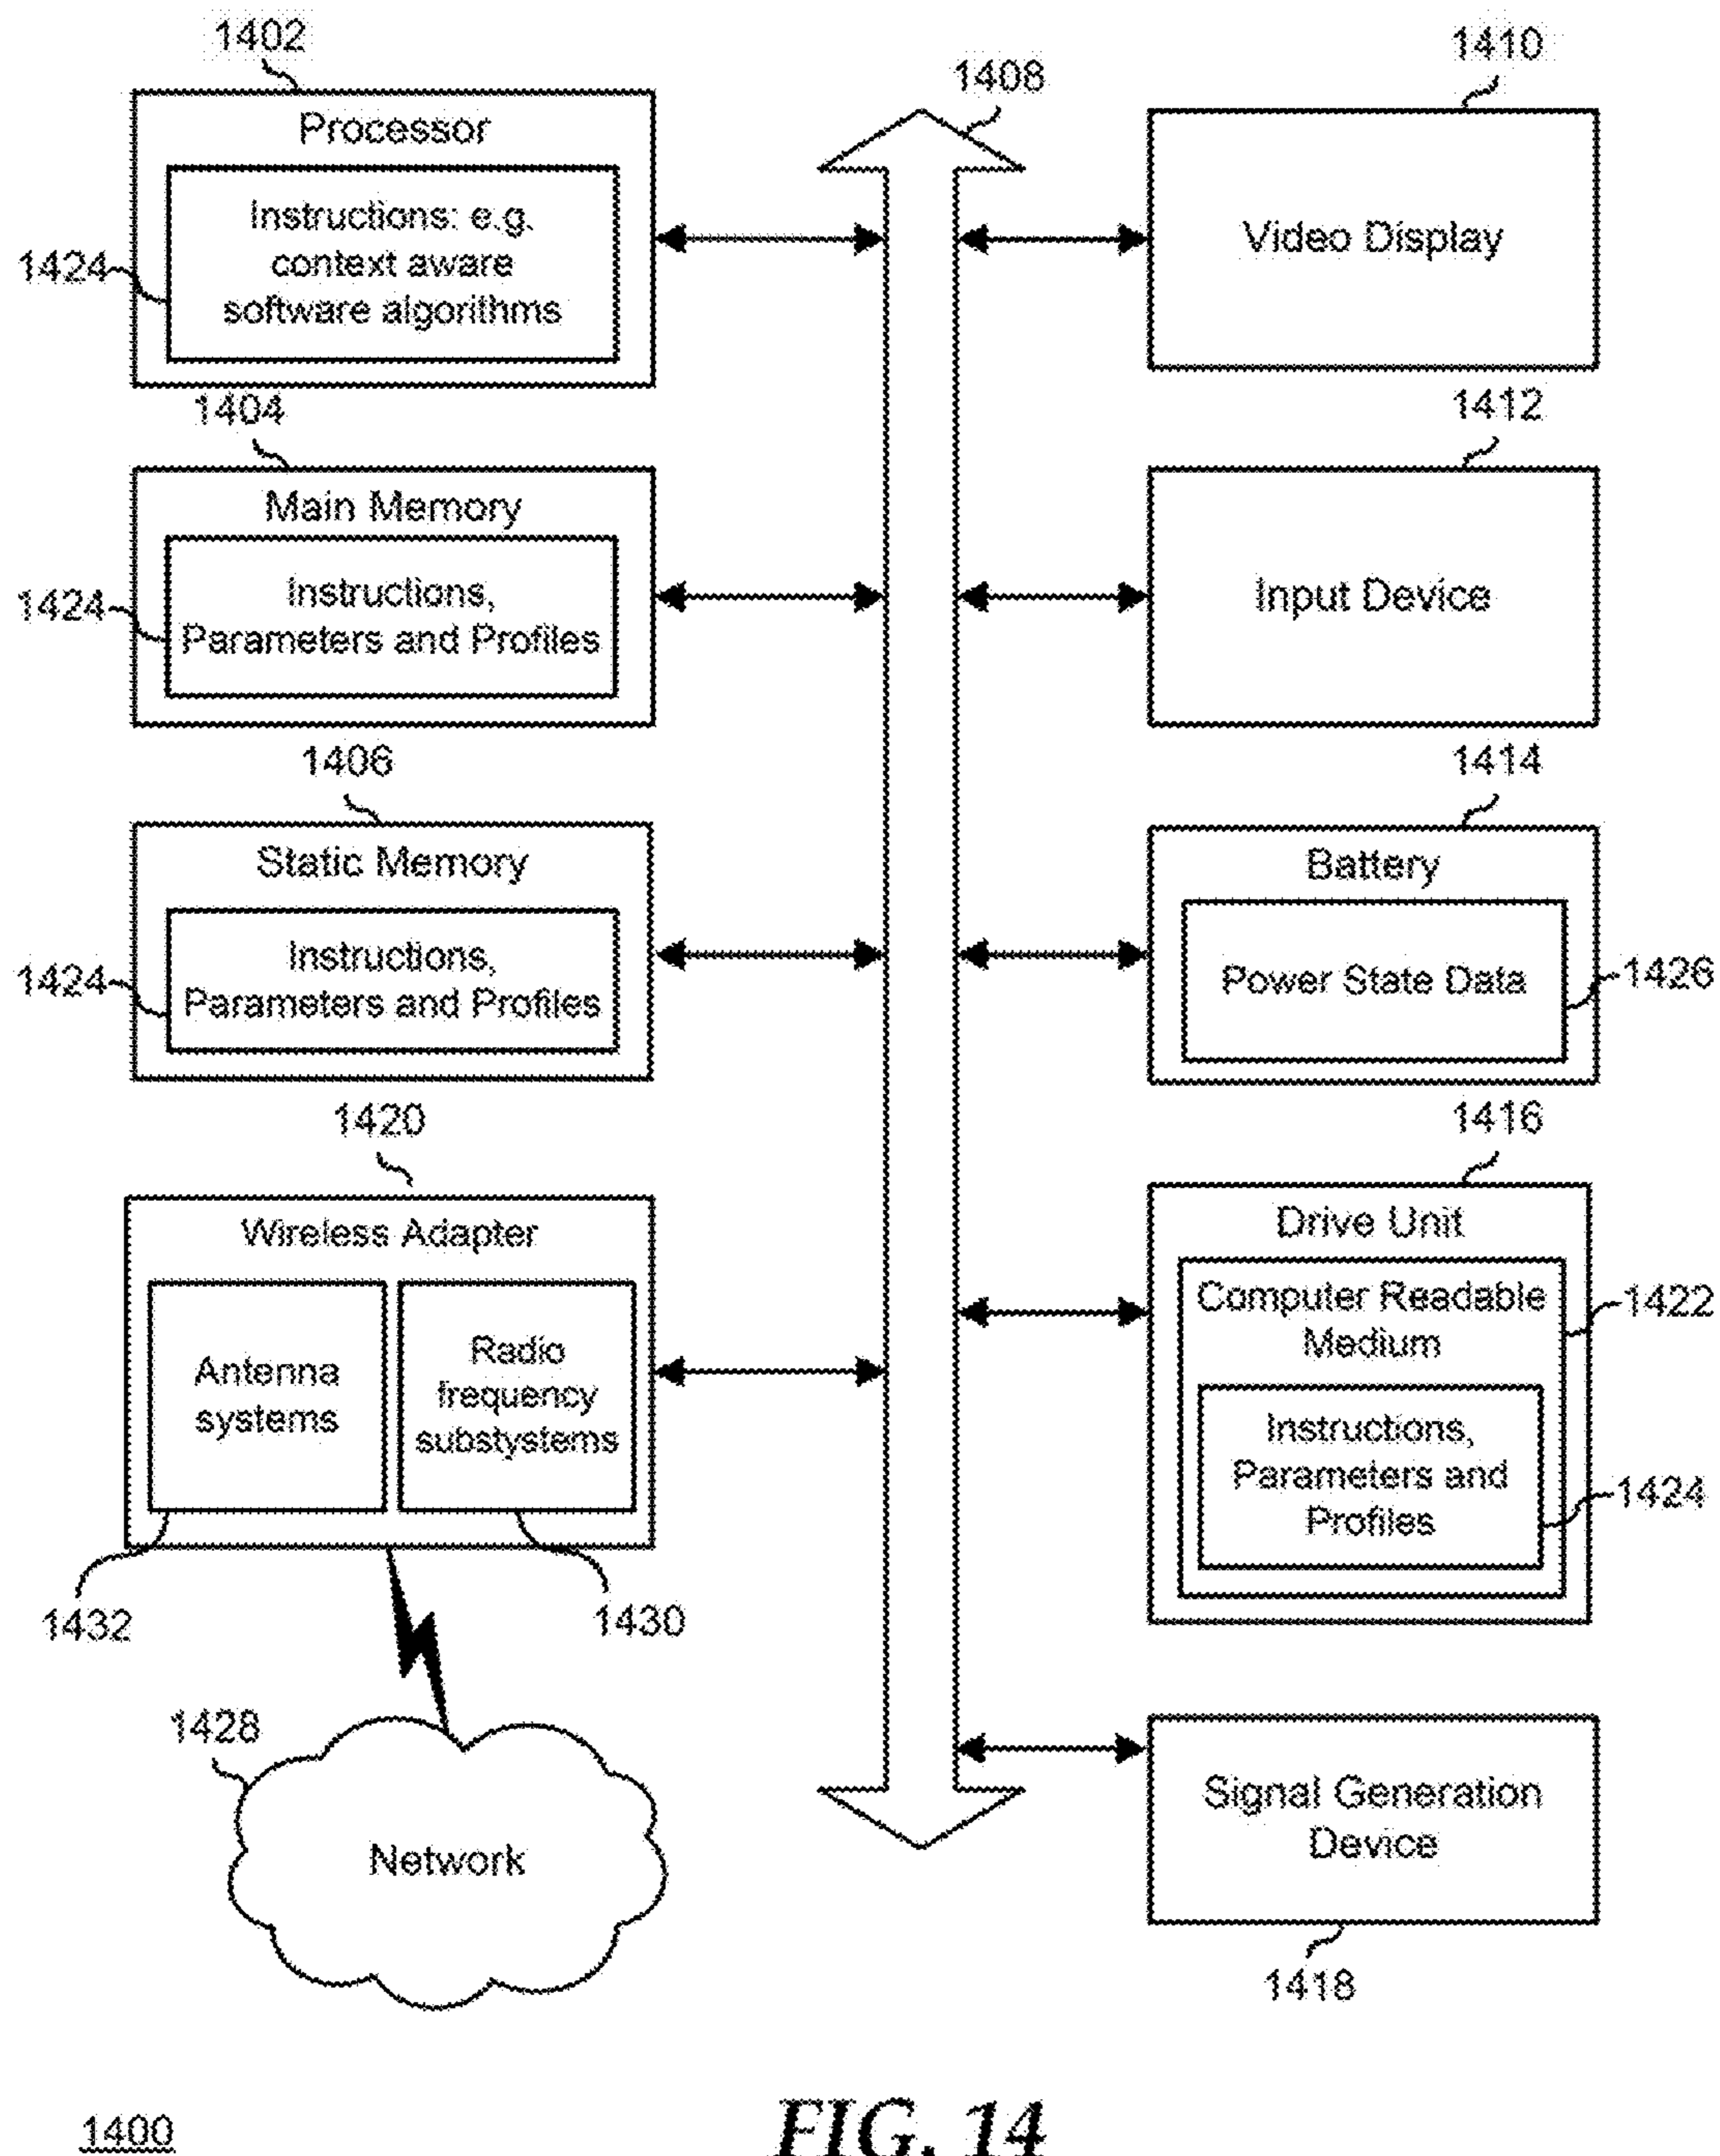 1402
Processor
Instructions: e.g.
context aware
software algorithms
1424
1404
Main Memory
Instructions,
Parameters and Profiles
1424
1406
Static Memory
Instructions,
Parameters and Profiles
1424
1420
Wireless Adapter
Antenna
systems
Radio
frequency
substystems
1432
1430
1428
Network
1408
1410
Video Display
1412
Input Device
1414
Battery
Power State Data
1426
1416
Drive Unit
Computer Readable
Medium
1422
Instructions,
Parameters and
Profiles
1424
Signal Generation
Device
1418
1400
FIG. 14